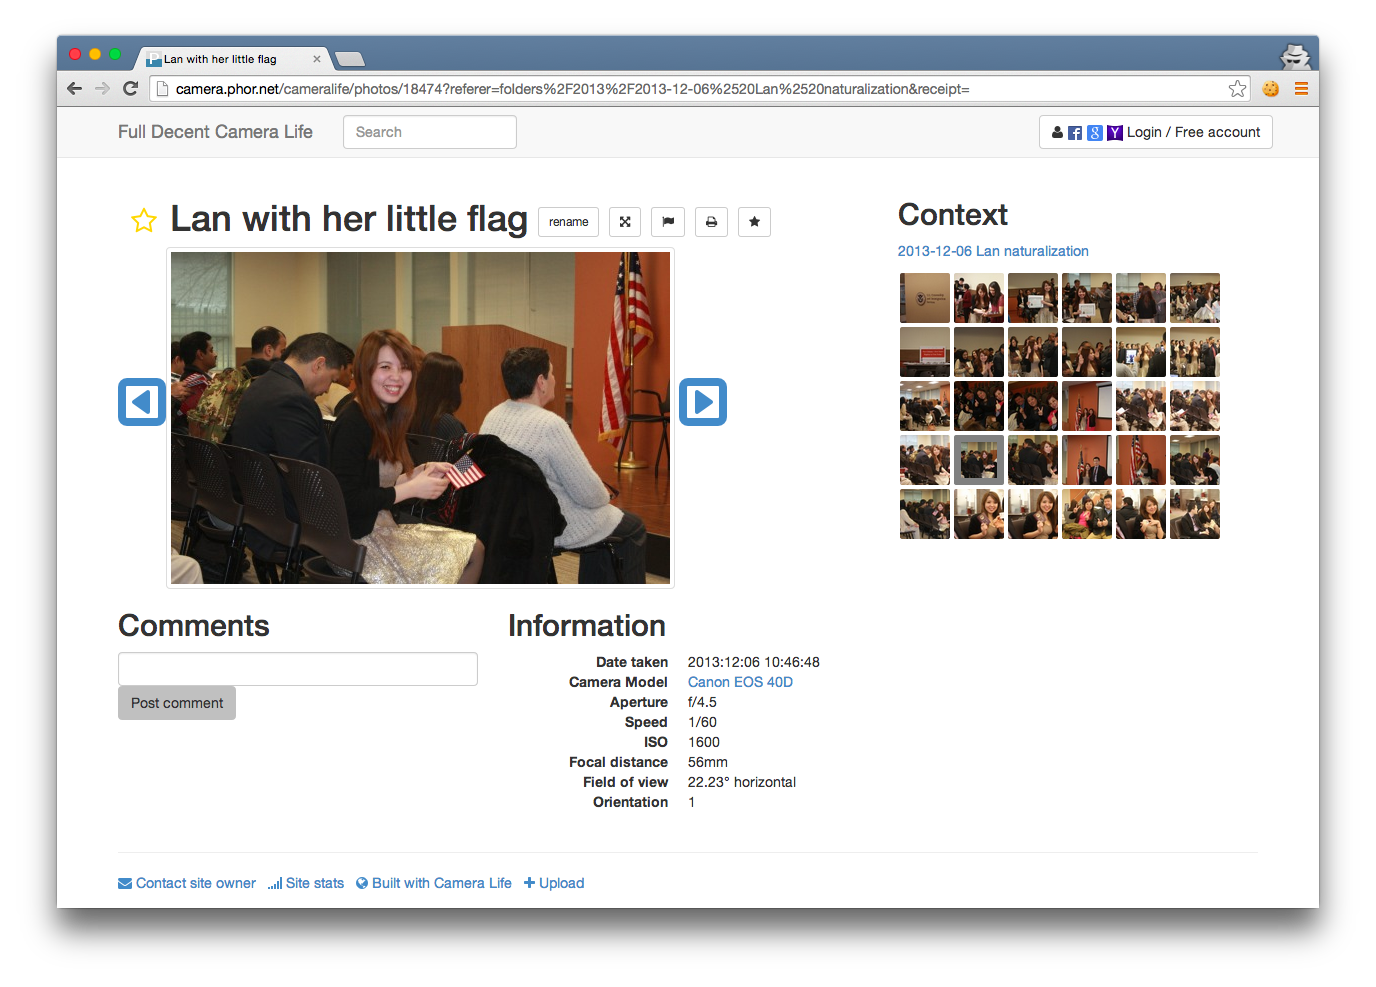 Lan with her little flag
camera.phor.net/cameralife/photos/18474?referer=folders%2F2013%2F2013-12-06%2520Lan%2520naturalization&receipt=
Full Decent Camera Life
Search
Login / Free account
Lan with her little flag
rename
Context
2013-12-06 Lan naturalization
Comments
Post comment
Information
Date taken 2013:12:06 10:46:48
Camera Model Canon EOS 40D
Aperture f/4.5
Speed 1/60
ISO 1600
Focal distance 56mm
Field of view 22.23° horizontal
Orientation 1
Contact site owner Site stats Built with Camera Life Upload